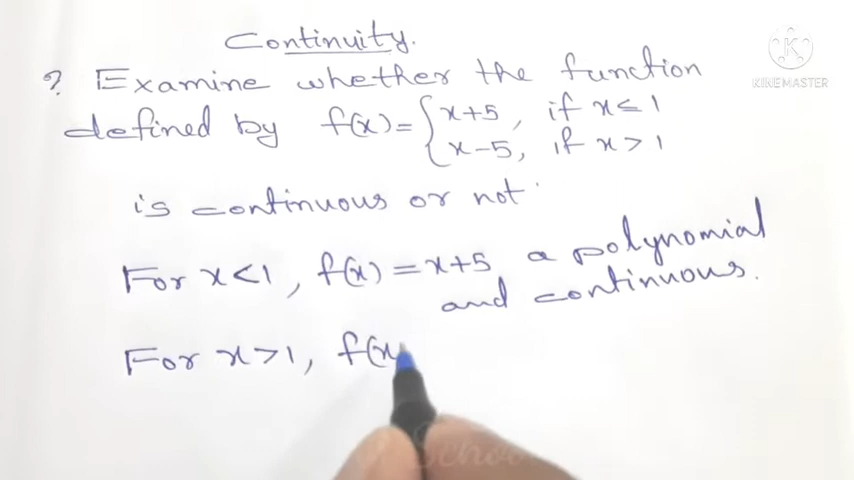 Continuity.
? Examine whether the function
defined by f(x) = { x+5, if x ≤ 1
x-5, if x > 1
is continuous or not.
For x < 1, f(x) = x+5 a polynomial
and continuous.
For x > 1, f(x
KINEMASTER